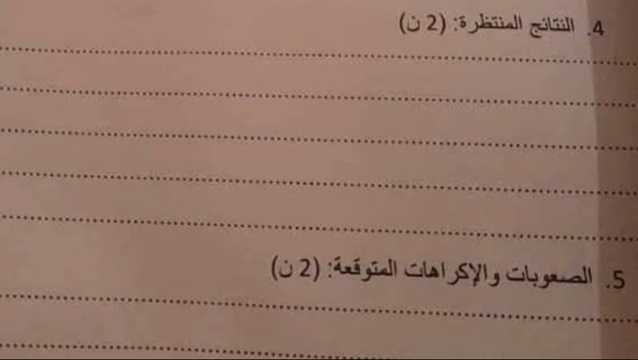 4. النتائج المنتظرة: (2 ن)
5. الصعوبات والإكراهات المتوقعة: (2 ن)